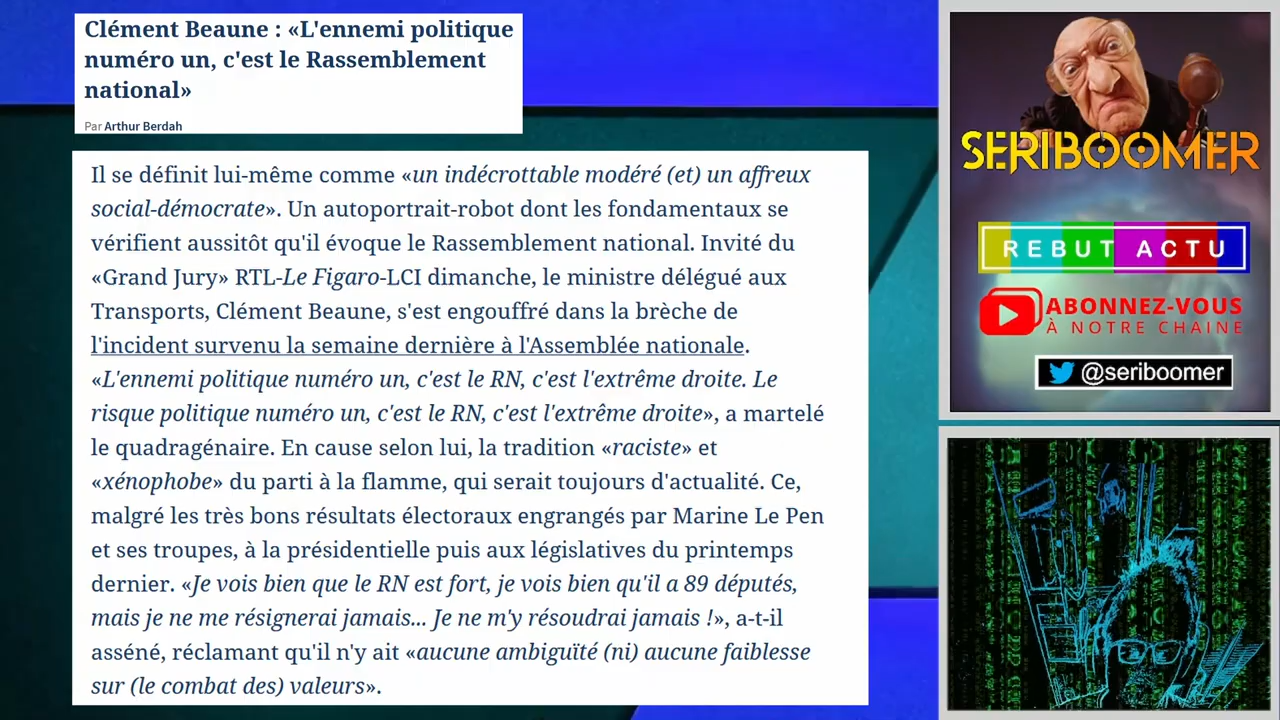 Clément Beaune : «L'ennemi politique
numéro un, c'est le Rassemblement
national»
Par Arthur Berdah
Il se définit lui-même comme «un indécrottable modéré (et) un affreux
social-démocrate». Un autoportrait-robot dont les fondamentaux se
vérifient aussitôt qu'il évoque le Rassemblement national. Invité du
«Grand Jury» RTL-Le Figaro-LCI dimanche, le ministre délégué aux
Transports, Clément Beaune, s'est engouffré dans la brèche de
l'incident survenu la semaine dernière à l'Assemblée nationale.
«L'ennemi politique numéro un, c'est le RN, c'est l'extrême droite. Le
risque politique numéro un, c'est le RN, c'est l'extrême droite», a martelé
le quadragénaire. En cause selon lui, la tradition «raciste» et
«xénophobe» du parti à la flamme, qui serait toujours d'actualité. Ce,
malgré les très bons résultats électoraux engrangés par Marine Le Pen
et ses troupes, à la présidentielle puis aux législatives du printemps
dernier. «Je vois bien que le RN est fort, je vois bien qu'il a 89 députés,
mais je ne me résignerai jamais... Je ne m'y résoudrai jamais !», a-t-il
asséné, réclamant qu'il n'y ait «aucune ambiguïté (ni) aucune faiblesse
sur (le combat des) valeurs».
SERIBOOMER
REBUT ACTU
ABONNEZ-VOUS
À NOTRE CHAINE
@seriboomer